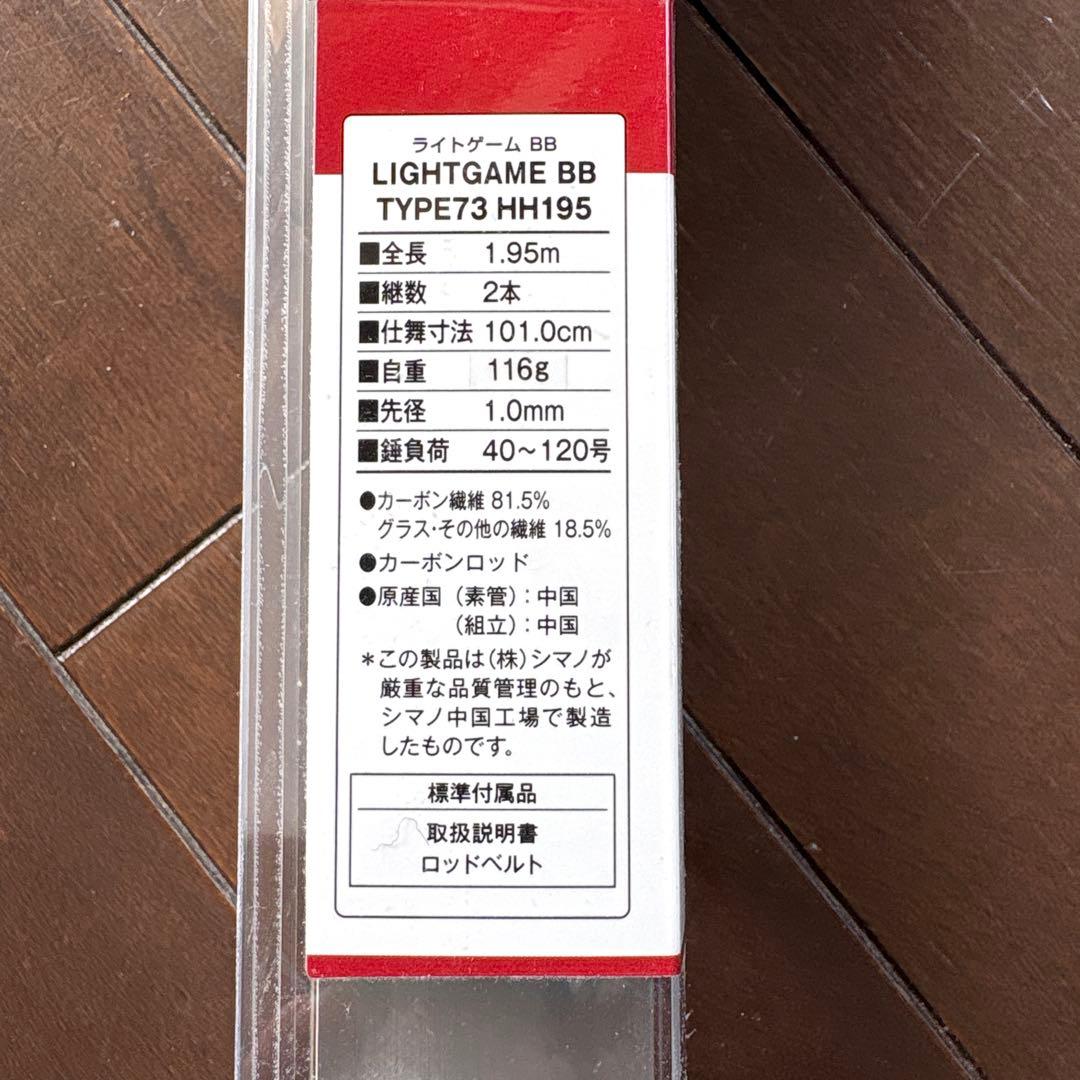 ライトゲーム BB
LIGHTGAME BB
TYPE73 HH195
■全長 1.95m
■継数 2本
■仕舞寸法 101.0cm
■自重 116g
■先径 1.0mm
■錘負荷 40～120号
●カーボン繊維 81.5%
グラス・その他の繊維 18.5%
●カーボンロッド
●原産国（素管）：中国
（組立）：中国
＊この製品は（株）シマノが
厳重な品質管理のもと、
シマノ中国工場で製造
したものです。
標準付属品
取扱説明書
ロッドベルト